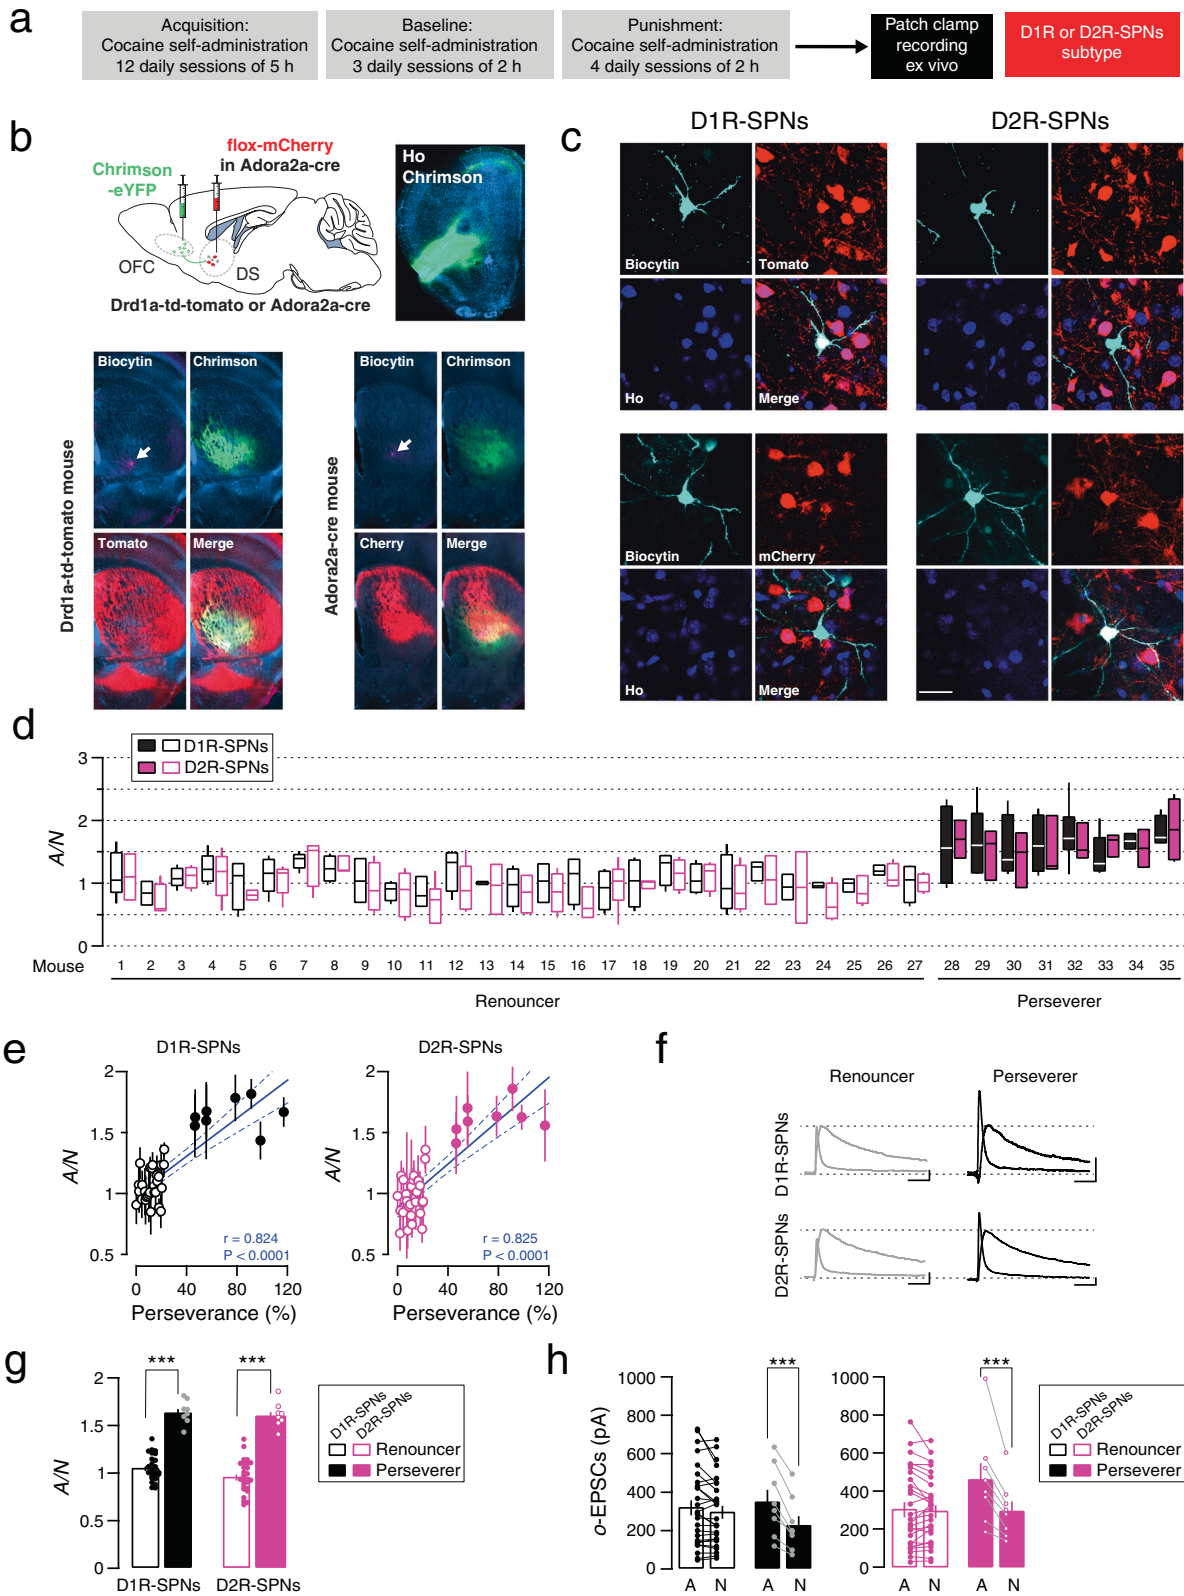 a
Acquisition:
Cocaine self-administration
12 daily sessions of 5 h
Baseline:
Cocaine self-administration
3 daily sessions of 2 h
Punishment:
Cocaine self-administration
4 daily sessions of 2 h
Patch clamp
recording
ex vivo
D1R or D2R-SPNs
subtype
b
flox-mCherry
in Adora2a-cre
Chrimson
-eYFP
OFC
DS
Drd1a-td-tomato or Adora2a-cre
Ho
Chrimson
Drd1a-td-tomato mouse
Biocytin
Chrimson
Tomato
Merge
Adora2a-cre mouse
Biocytin
Chrimson
Cherry
Merge
c
D1R-SPNs
D2R-SPNs
Biocytin
Tomato
Ho
Merge
Biocytin
mCherry
Ho
Merge
d
D1R-SPNs
D2R-SPNs
A/N
3
2
1
0
Mouse
1 2 3 4 5 6 7 8 9 10 11 12 13 14 15 16 17 18 19 20 21 22 23 24 25 26 27 28 29 30 31 32 33 34 35
Renouncer
Perseverer
e
D1R-SPNs
A/N
2
1.5
1
0.5
r = 0.824
P < 0.0001
0 40 80 120
Perseverance (%)
D2R-SPNs
A/N
2
1.5
1
0.5
r = 0.825
P < 0.0001
0 40 80 120
Perseverance (%)
f
Renouncer
Perseverer
D1R-SPNs
D2R-SPNs
g
A/N
2
1.5
1
0.5
0
***
***
D1R-SPNs
D2R-SPNs
D1R-SPNs
D2R-SPNs
Renouncer
Perseverer
h
o-EPSCs (pA)
1000
800
600
400
200
0
***
A N A N
1000
800
600
400
200
0
***
A N A N
D1R-SPNs
D2R-SPNs
Renouncer
Perseverer